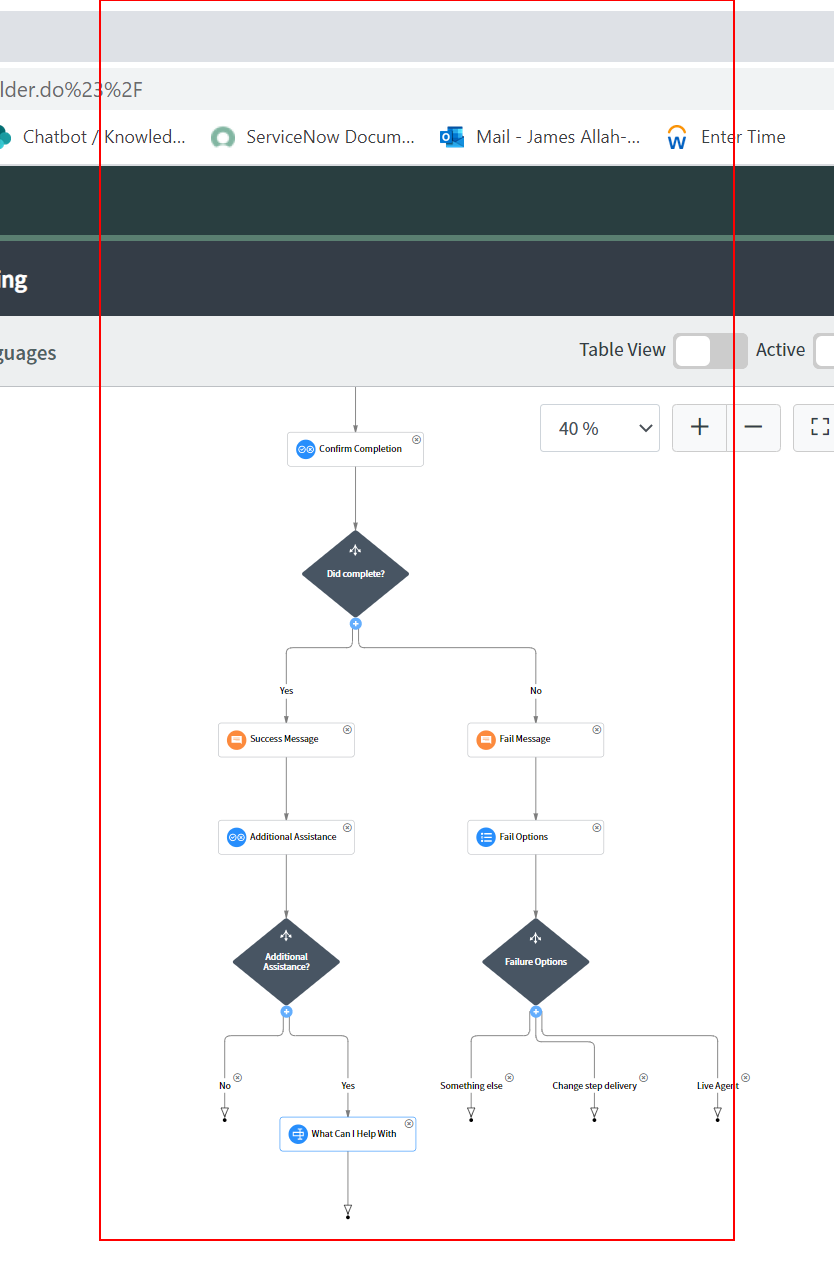 lder.do%23%2F
Chatbot / Knowled...
ServiceNow Docum...
Mail - James Allah-...
Enter Time
ing
guages
Table View
Active
40 %
Confirm Completion
Did complete?
Yes
No
Success Message
Fail Message
Additional Assistance
Fail Options
Additional
Assistance?
Failure Options
No
Yes
Something else
Change step delivery
Live Agent
What Can I Help With